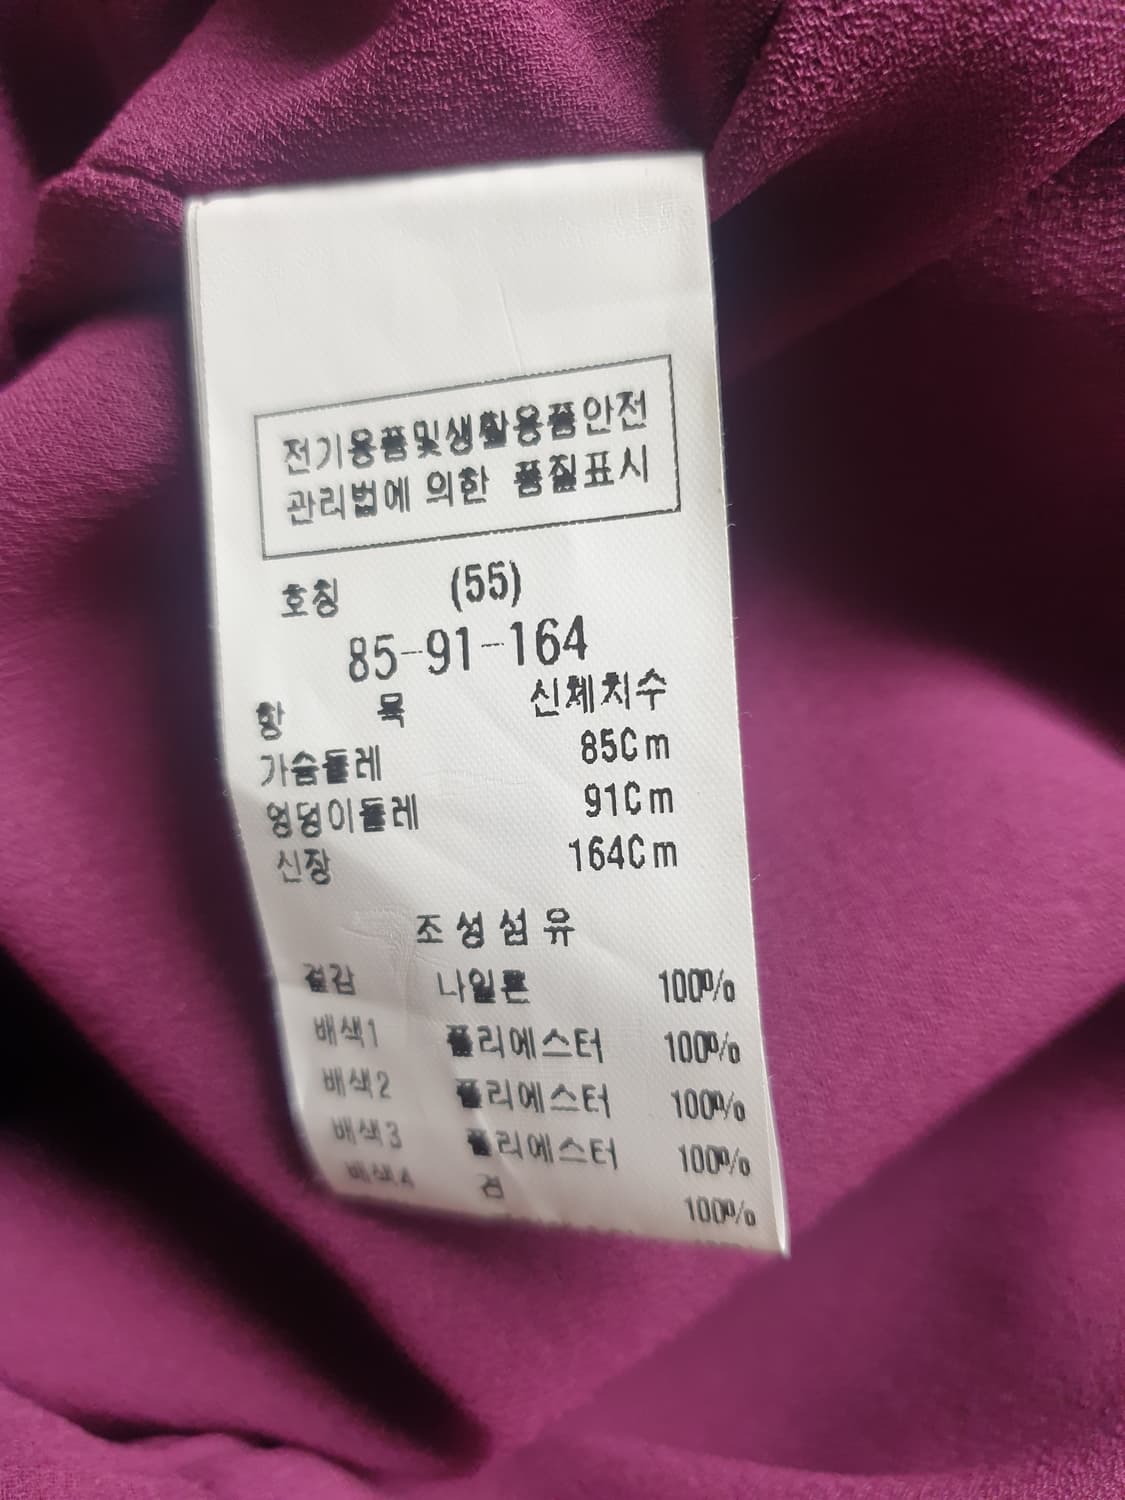 전기용품및생활용품안전
관리법에 의한 품질표시
호칭 (55)
85-91-164
항 목 신체치수
가슴둘레 85Cm
엉덩이둘레 91Cm
신장 164Cm
조성섬유
겉감 나일론 100%
배색1 폴리에스터 100%
배색2 폴리에스터 100%
배색3 폴리에스터 100%
배색4 100%